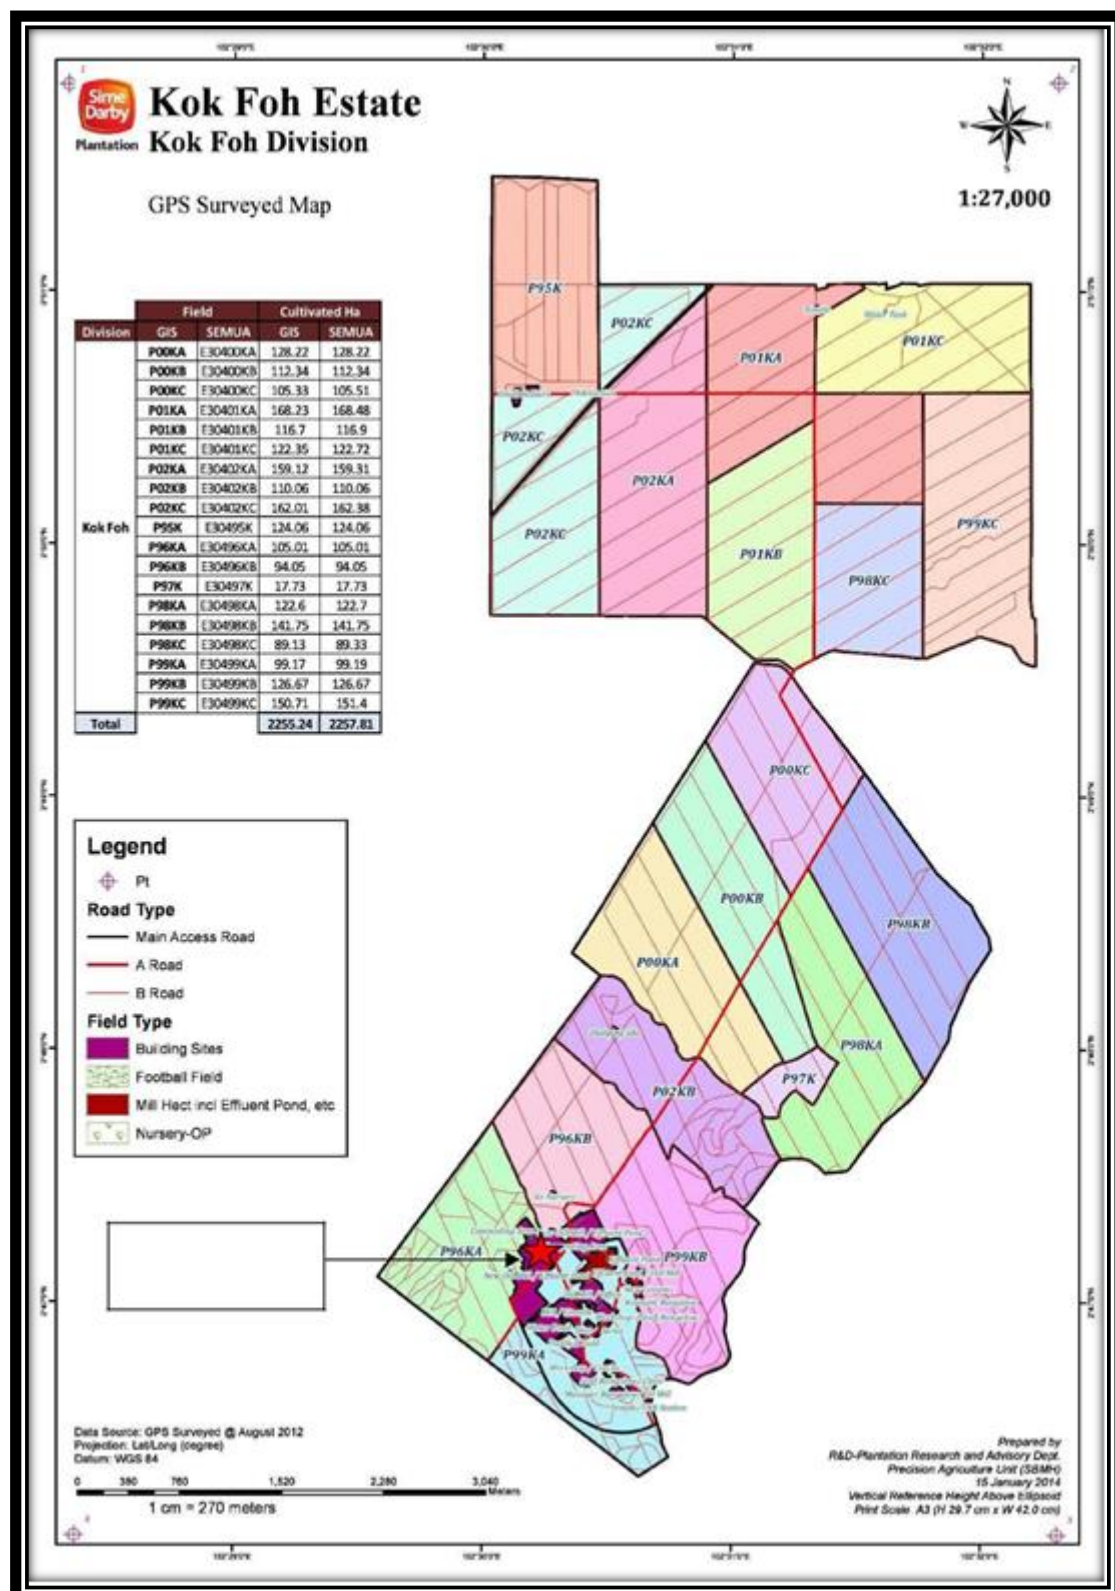 Sime
Darby
Plantation
Kok Foh Estate
Kok Foh Division
GPS Surveyed Map
N
W E
S
1:27,000
Field Cultivated Ha
Division GIS SEMUA GIS SEMUA
P00KA E30400KA 128.22 128.22
P00KB E30400KB 112.34 112.34
P00KC E30400KC 105.33 105.51
P01KA E30401KA 168.23 168.48
P01KB E30401KB 116.7 116.9
P01KC E30401KC 122.35 122.72
P02KA E30402KA 159.12 159.31
P02KB E30402KB 110.06 110.06
P02KC E30402KC 162.01 162.38
Kok Foh P95K E30495K 124.06 124.06
P96KA E30496KA 105.01 105.01
P96KB E30496KB 94.05 94.05
P97K E30497K 17.73 17.73
P98KA E30498KA 122.6 122.7
P98KB E30498KB 141.75 141.75
P98KC E30498KC 89.13 89.33
P99KA E30499KA 99.17 99.19
P99KB E30499KB 126.67 126.67
P99KC E30499KC 150.71 151.4
Total 2255.24 2257.81
P95K
P02KC
P01KA
P01KC
P02KC
P02KA
P02KC
P01KB
P98KC
P99KC
P00KC
P00KB
P98KB
P00KA
P98KA
P97K
P02KB
P96KB
P96KA
P99KB
P99KA
Legend
Pt
Road Type
Main Access Road
A Road
B Road
Field Type
Building Sites
Football Field
Mill Hect incl Effluent Pond, etc
Nursery-OP
Data Source: GPS Surveyed @ August 2012
Projection: Lat/Long (degree)
Datum: WGS 84
0 380 760 1,520 2,280 3,040
Meters
1 cm = 270 meters
Prepared by
R&D-Plantation Research and Advisory Dept.
Precision Agriculture Unit (SBMH)
15 January 2014
Vertical Reference Height Above Ellipsoid
Print Scale A3 (H 29.7 cm x W 42.0 cm)